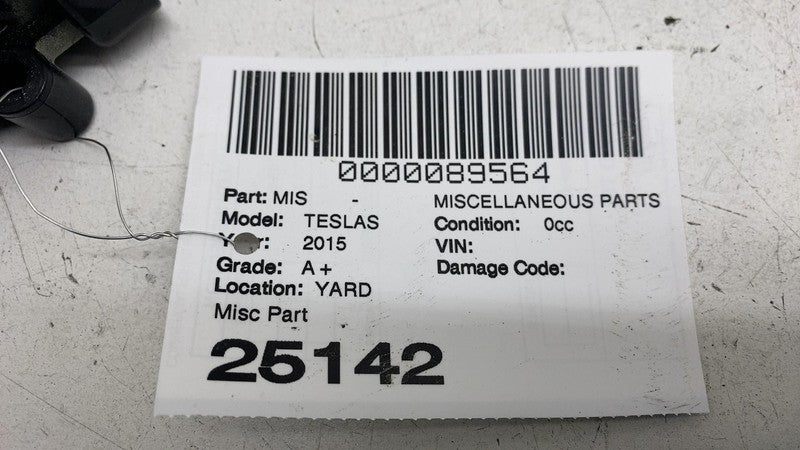 0000089564
Part: MIS - MISCELLANEOUS PARTS
Model: TESLAS Condition: 0cc
2015 VIN:
Grade: A+ Damage Code:
Location: YARD
Misc Part
25142